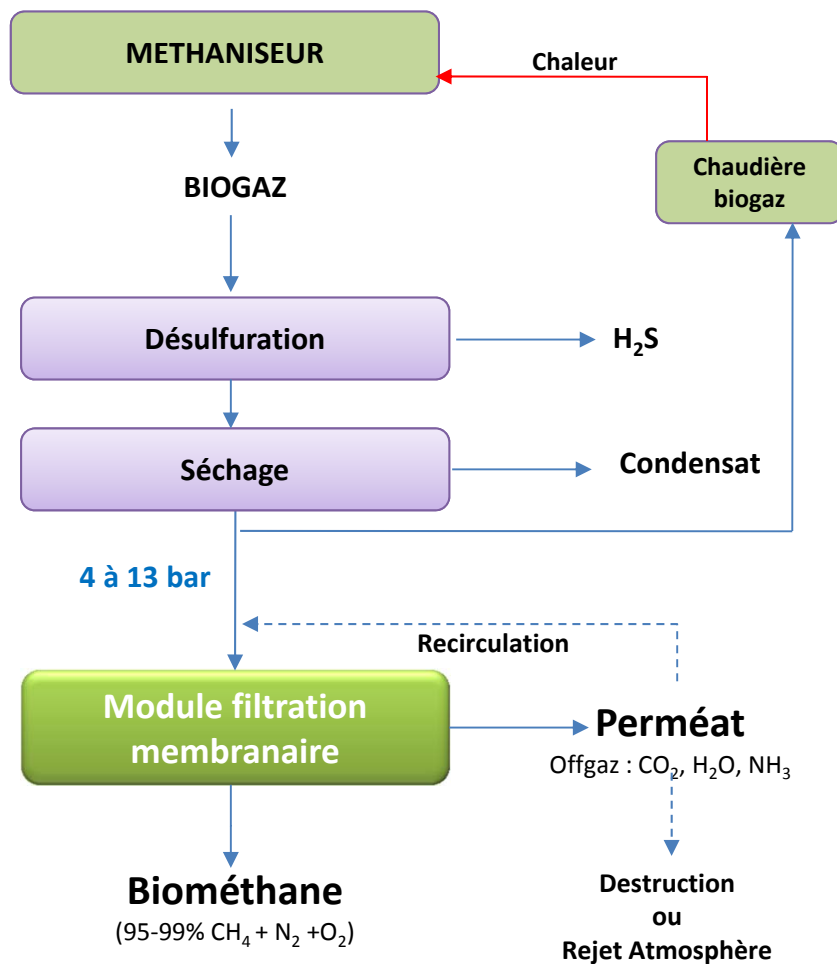 METHANISEUR
Chaleur
Chaudière
biogaz
BIOGAZ
Désulfuration
H₂S
Séchage
Condensat
4 à 13 bar
Recirculation
Module filtration
membranaire
Perméat
Offgaz : CO₂, H₂O, NH₃
Biométhane
(95-99% CH₄ + N₂ +O₂)
Destruction
ou
Rejet Atmosphère